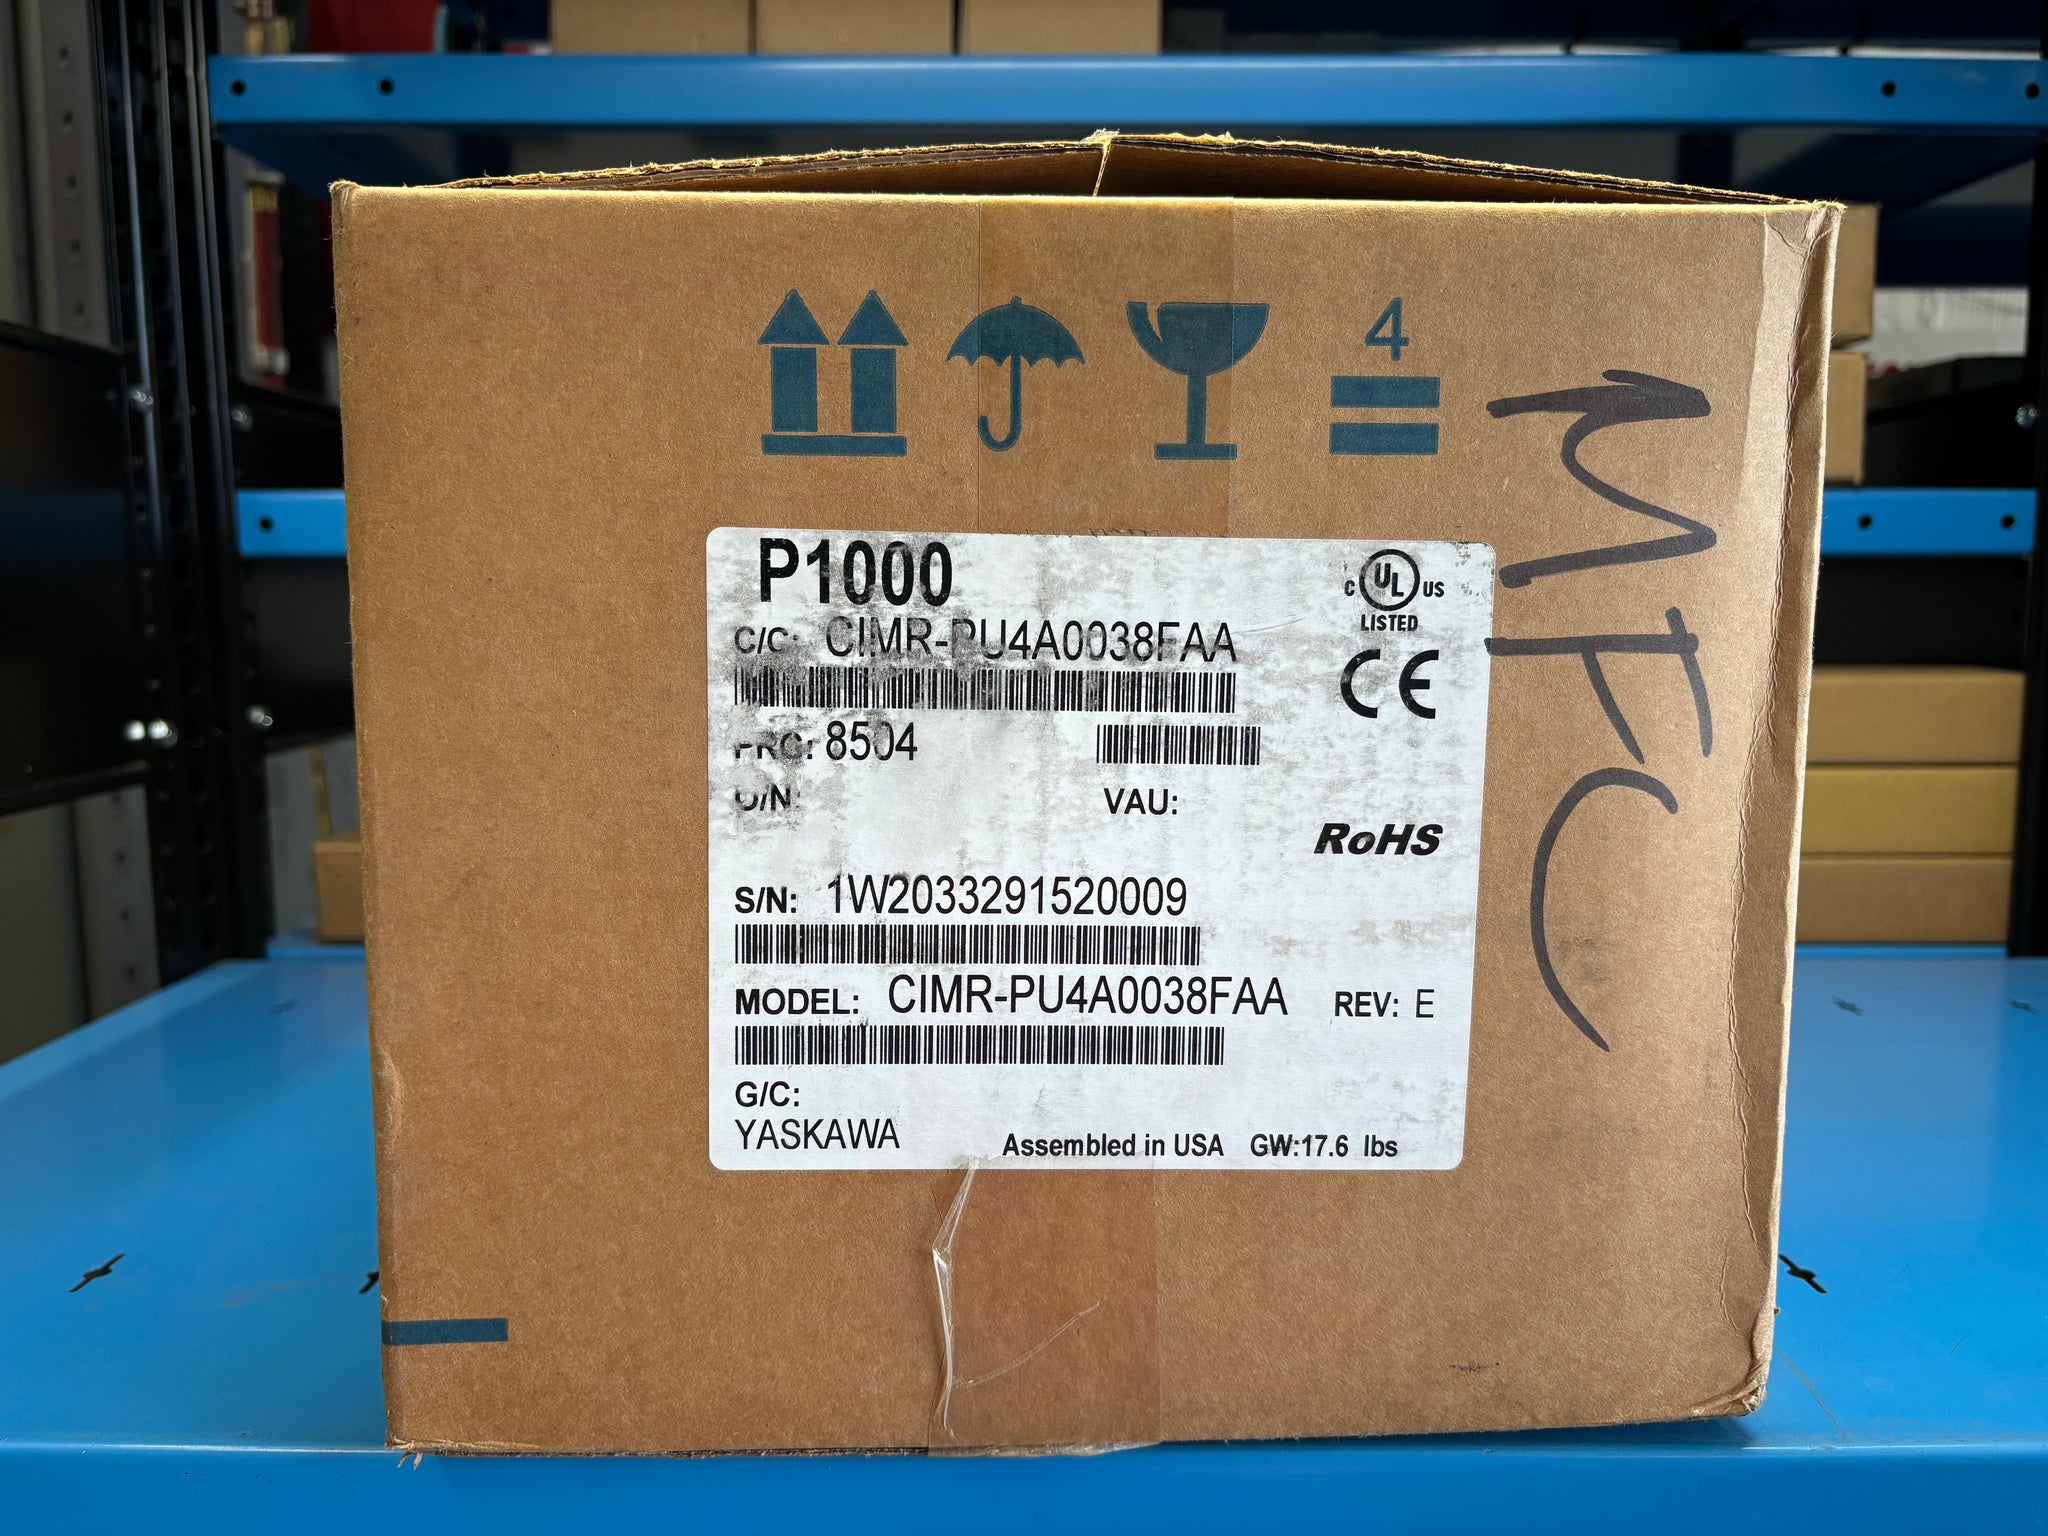 4
MFC
P1000
C UL US
LISTED
C/C: CIMR-PU4A0038FAA
CE
PRG: 8504
O/N:
VAU:
RoHS
S/N: 1W2033291520009
MODEL: CIMR-PU4A0038FAA REV: E
G/C:
YASKAWA
Assembled in USA GW:17.6 lbs